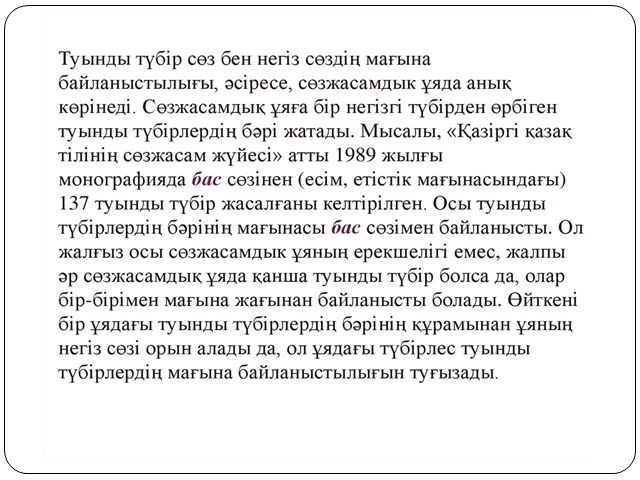 Туынды түбір сөз бен негіз сөздің мағына
байланыстылығы, әсіресе, сөзжасамдык ұяда анық
көрінеді. Сөзжасамдық ұяға бір негізгі түбірден өрбіген
туынды түбірлердің бәрі жатады. Мысалы, «Қазіргі қазақ
тілінің сөзжасам жүйесі» атты 1989 жылғы
монографияда бас сөзінен (есім, етістік мағынасындағы)
137 туынды түбір жасалғаны келтірілген. Осы туынды
түбірлердің бәрінің мағынасы бас сөзімен байланысты. Ол
жалғыз осы сөзжасамдық ұяның ерекшелігі емес, жалпы
әр сөзжасамдық ұяда қанша туынды түбір болса да, олар
бір-бірімен мағына жағынан байланысты болады. Өйткені
бір ұядағы туынды түбірлердің бәрінің құрамынан ұяның
негіз сөзі орын алады да, ол ұядағы түбірлес туынды
түбірлердің мағына байланыстылығын туғызады.